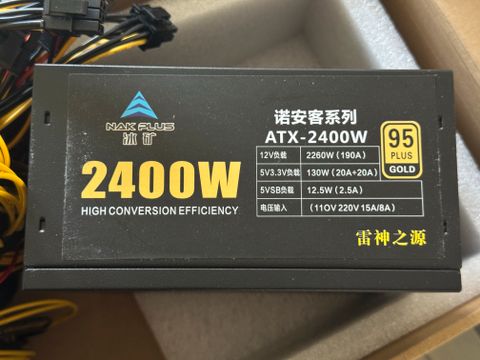 NAK PLUS
冰矿
2400W
HIGH CONVERSION EFFICIENCY
诺安客系列
ATX-2400W
12V负载 2260W (190A)
5V3.3V负载 130W (20A+20A)
5VSB负载 12.5W (2.5A)
电压输入 (110V 220V 15A/8A)
95
PLUS
GOLD
雷神之源